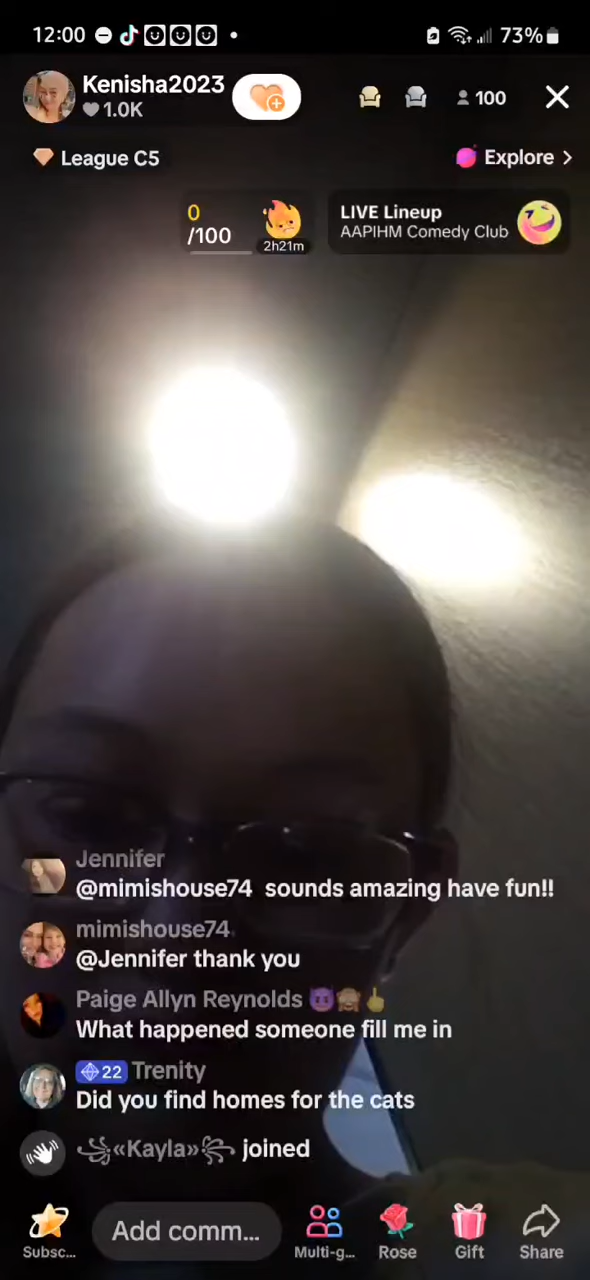 12:00
73%
Kenisha2023
1.0K
100
League C5
Explore >
0
/100
2h21m
LIVE Lineup
AAPIHM Comedy Club
Jennifer
@mimishouse74 sounds amazing have fun!!
mimishouse74
@Jennifer thank you
Paige Allyn Reynolds 😈🙈🖕
What happened someone fill me in
22 Trenity
Did you find homes for the cats
꧁«Kayla»꧂ joined
Subsc...
Add comm...
Multi-g...
Rose
Gift
Share